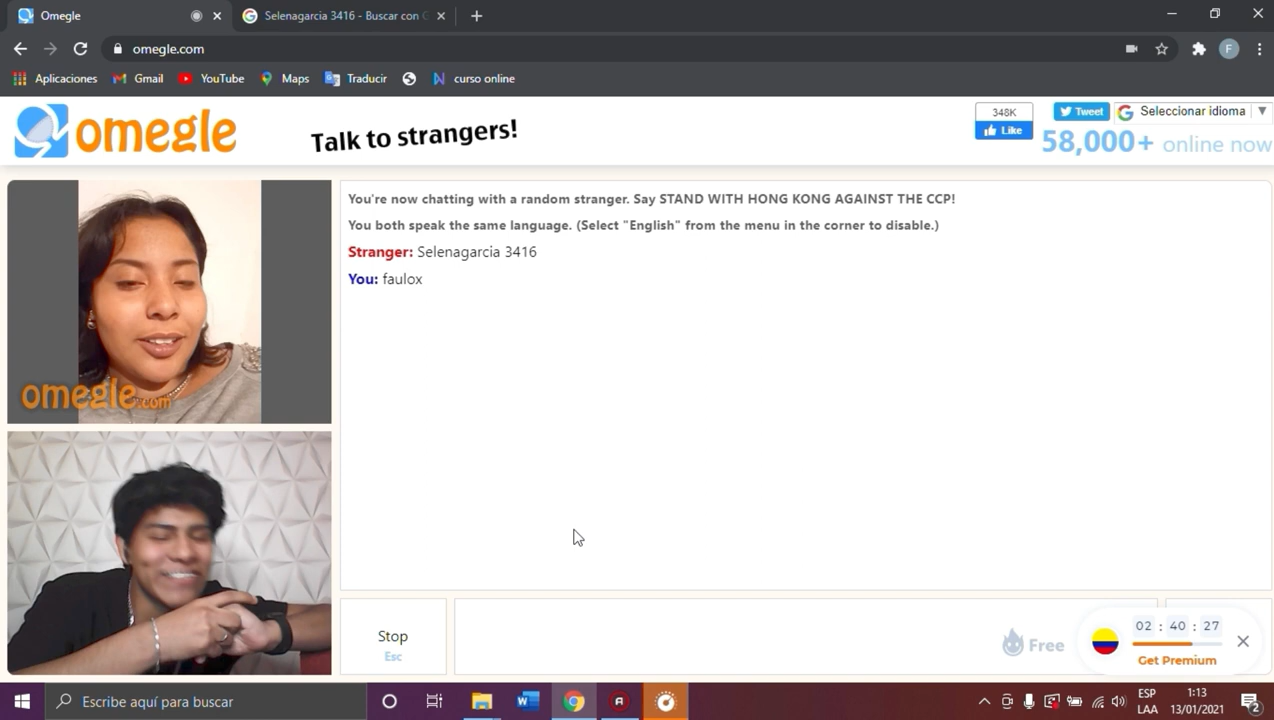 Omegle
Selenagarcia 3416 - Buscar con G
omegle.com
F
Aplicaciones
Gmail
YouTube
Maps
Traducir
curso online
omegle
Talk to strangers!
348K
Like
Tweet
Seleccionar idioma
58,000+ online now
omegle.com
You're now chatting with a random stranger. Say STAND WITH HONG KONG AGAINST THE CCP!
You both speak the same language. (Select "English" from the menu in the corner to disable.)
Stranger: Selenagarcia 3416
You: faulox
Stop
Esc
Free
02 : 40 : 27
Get Premium
Escribe aquí para buscar
ESP
LAA
1:13
13/01/2021
2